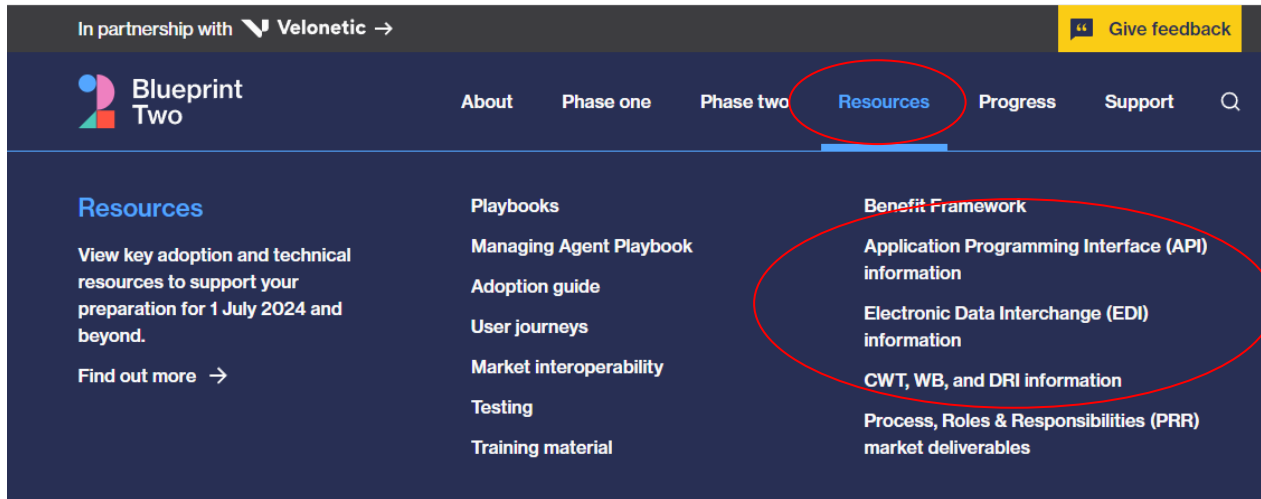 In partnership with Velonetic →
Give feedback
Blueprint
Two
About Phase one Phase two Resources Progress Support
Resources
View key adoption and technical
resources to support your
preparation for 1 July 2024 and
beyond.
Find out more →
Playbooks
Managing Agent Playbook
Adoption guide
User journeys
Market interoperability
Testing
Training material
Benefit Framework
Application Programming Interface (API)
information
Electronic Data Interchange (EDI)
information
CWT, WB, and DRI information
Process, Roles & Responsibilities (PRR)
market deliverables